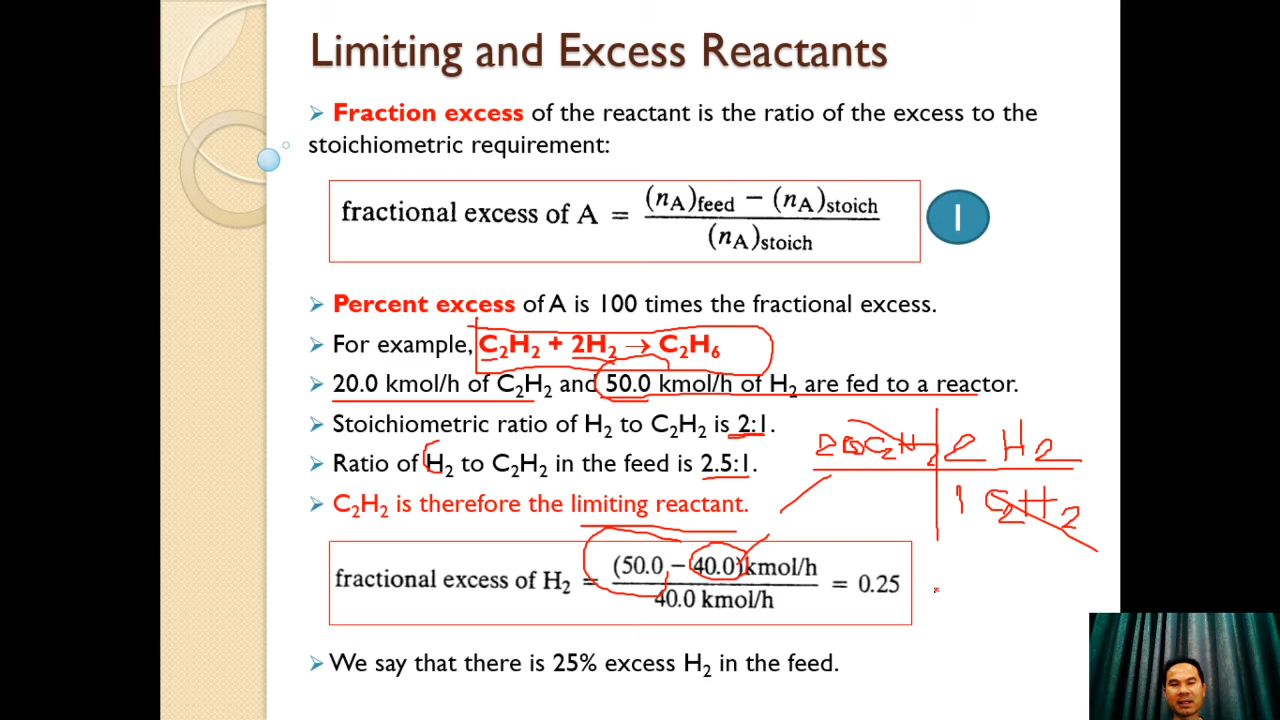 Limiting and Excess Reactants
➢ Fraction excess of the reactant is the ratio of the excess to the
stoichiometric requirement:
fractional excess of A = ((n_A)feed − (n_A)stoich) / (n_A)stoich
1
➢ Percent excess of A is 100 times the fractional excess.
➢ For example, C₂H₂ + 2H₂ → C₂H₆
➢ 20.0 kmol/h of C₂H₂ and 50.0 kmol/h of H₂ are fed to a reactor.
➢ Stoichiometric ratio of H₂ to C₂H₂ is 2:1.
➢ Ratio of H₂ to C₂H₂ in the feed is 2.5:1.
2 H₂
1 C₂H₂
➢ C₂H₂ is therefore the limiting reactant.
fractional excess of H₂ = (50.0 − 40.0) kmol/h / 40.0 kmol/h = 0.25
➢ We say that there is 25% excess H₂ in the feed.